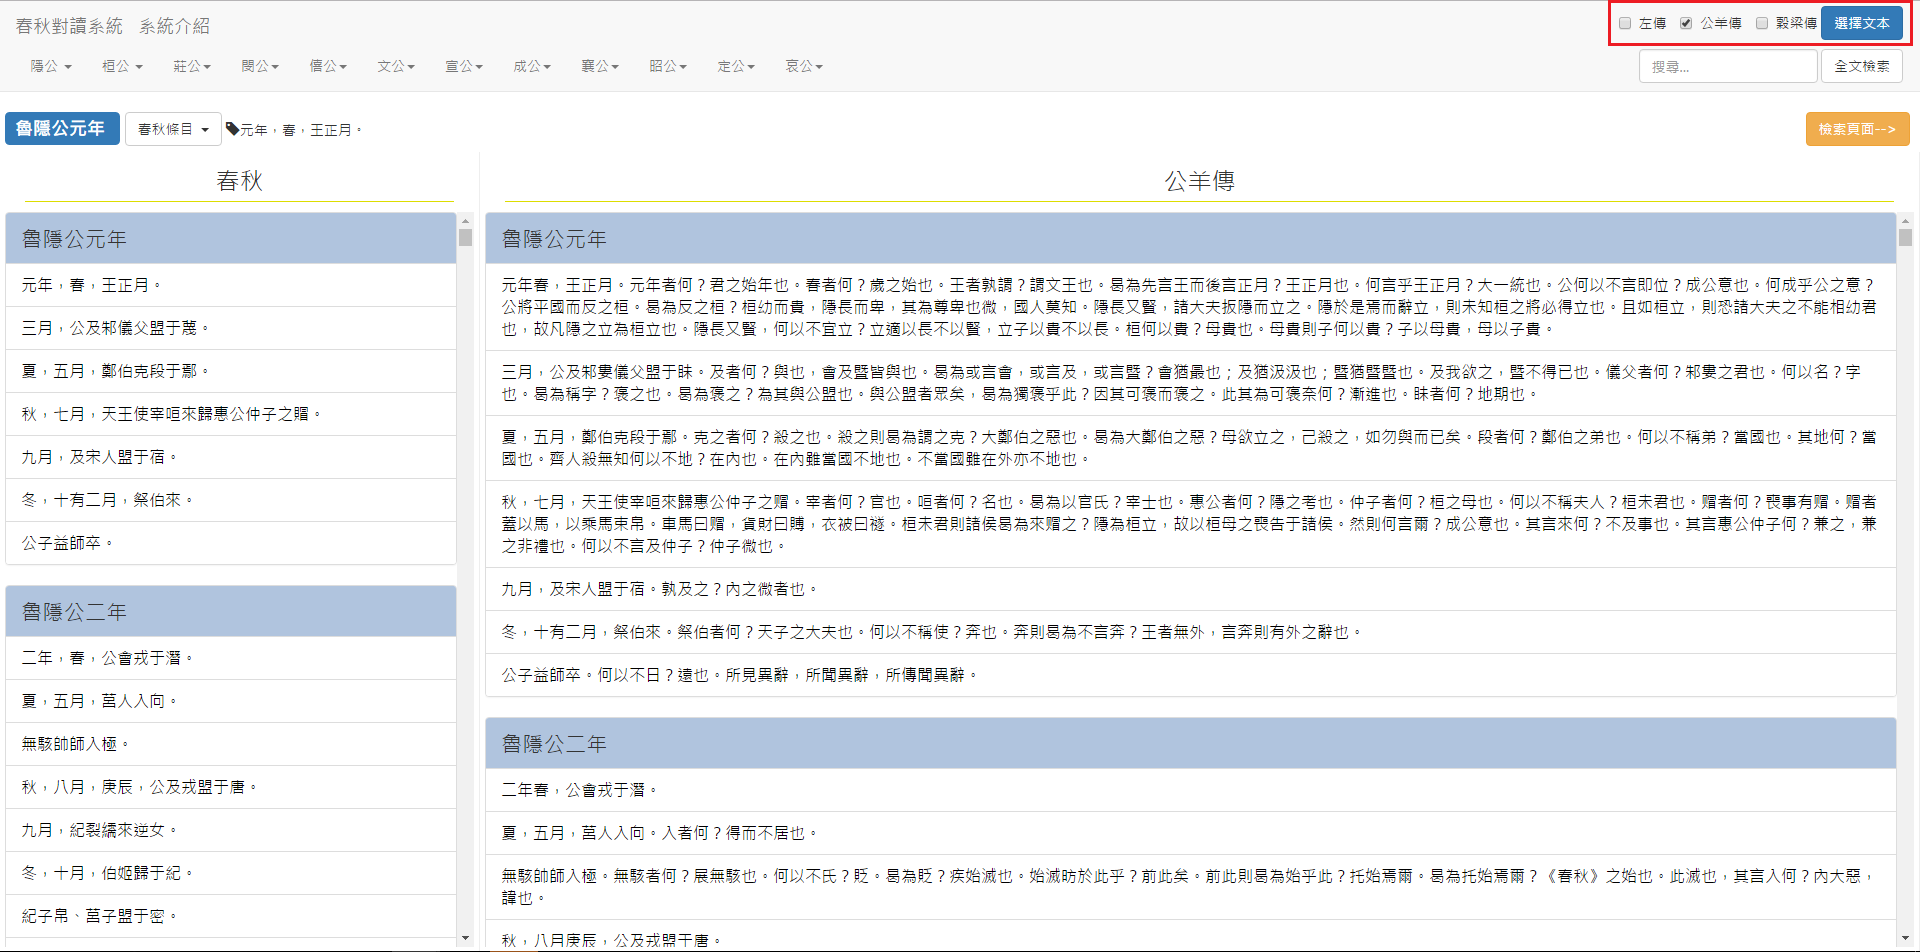 春秋對讀系統 系統介紹
左傳 公羊傳 穀梁傳 選擇文本
隱公 桓公 莊公 閔公 僖公 文公 宣公 成公 襄公 昭公 定公 哀公
搜尋... 全文檢索
魯隱公元年 春秋條目 元年，春，王正月。
檢索頁面-->
春秋
魯隱公元年
元年，春，王正月。
三月，公及邾儀父盟于蔑。
夏，五月，鄭伯克段于鄢。
秋，七月，天王使宰咺來歸惠公仲子之賵。
九月，及宋人盟于宿。
冬，十有二月，祭伯來。
公子益師卒。
魯隱公二年
二年，春，公會戎于潛。
夏，五月，莒人入向。
無駭帥師入極。
秋，八月，庚辰，公及戎盟于唐。
九月，紀裂繻來逆女。
冬，十月，伯姬歸于紀。
紀子帛、莒子盟于密。
公羊傳
魯隱公元年
元年春，王正月。元年者何？君之始年也。春者何？歲之始也。王者孰謂？謂文王也。曷為先言王而後言正月？王正月也。何言乎王正月？大一統也。公何以不言即位？成公意也。何成乎公之意？
公將平國而反之桓。曷為反之桓？桓幼而貴，隱長而卑，其為尊卑也微，國人莫知。隱長又賢，諸大夫扳隱而立之。隱於是焉而辭立，則未知桓之將必得立也。且如桓立，則恐諸大夫之不能相幼君
也，故凡隱之立為桓立也。隱長又賢，何以不宜立？立適以長不以賢，立子以貴不以長。桓何以貴？母貴也。母貴則子何以貴？子以母貴，母以子貴。
三月，公及邾婁儀父盟于眜。及者何？與也，會及暨皆與也。曷為或言會，或言及，或言暨？會猶最也；及猶汲汲也；暨猶暨暨也。及我欲之，暨不得已也。儀父者何？邾婁之君也。何以名？字
也。曷為稱字？褒之也。曷為褒之？為其與公盟也。與公盟者眾矣，曷為獨褒乎此？因其可褒而褒之。此其為可褒奈何？漸進也。眜者何？地期也。
夏，五月，鄭伯克段于鄢。克之者何？殺之也。殺之則曷為謂之克？大鄭伯之惡也。曷為大鄭伯之惡？母欲立之，己殺之，如勿與而已矣。段者何？鄭伯之弟也。何以不稱弟？當國也。其地何？當
國也。齊人殺無知何以不地？在內也。在內雖當國不地也。不當國雖在外亦不地也。
秋，七月，天王使宰咺來歸惠公仲子之賵。宰者何？官也。咺者何？名也。曷為以官氏？宰士也。惠公者何？隱之考也。仲子者何？桓之母也。何以不稱夫人？桓未君也。賵者何？喪事有賵。賵者
蓋以馬，以乘馬束帛。車馬曰賵，貨財曰賻，衣被曰襚。桓未君則諸侯曷為來賵之？隱為桓立，故以桓母之喪告于諸侯。然則何言爾？成公意也。其言來何？不及事也。其言惠公仲子何？兼之，兼
之非禮也。何以不言及仲子？仲子微也。
九月，及宋人盟于宿。孰及之？內之微者也。
冬，十有二月，祭伯來。祭伯者何？天子之大夫也。何以不稱使？奔也。奔則曷為不言奔？王者無外，言奔則有外之辭也。
公子益師卒。何以不日？遠也。所見異辭，所聞異辭，所傳聞異辭。
魯隱公二年
二年春，公會戎于潛。
夏，五月，莒人入向。入者何？得而不居也。
無駭帥師入極。無駭者何？展無駭也。何以不氏？貶。曷為貶？疾始滅也。始滅昉於此乎？前此矣。前此則曷為始乎此？托始焉爾。曷為托始焉爾？《春秋》之始也。此滅也，其言入何？內大惡，
諱也。
秋，八月庚辰，公及戎盟于唐。